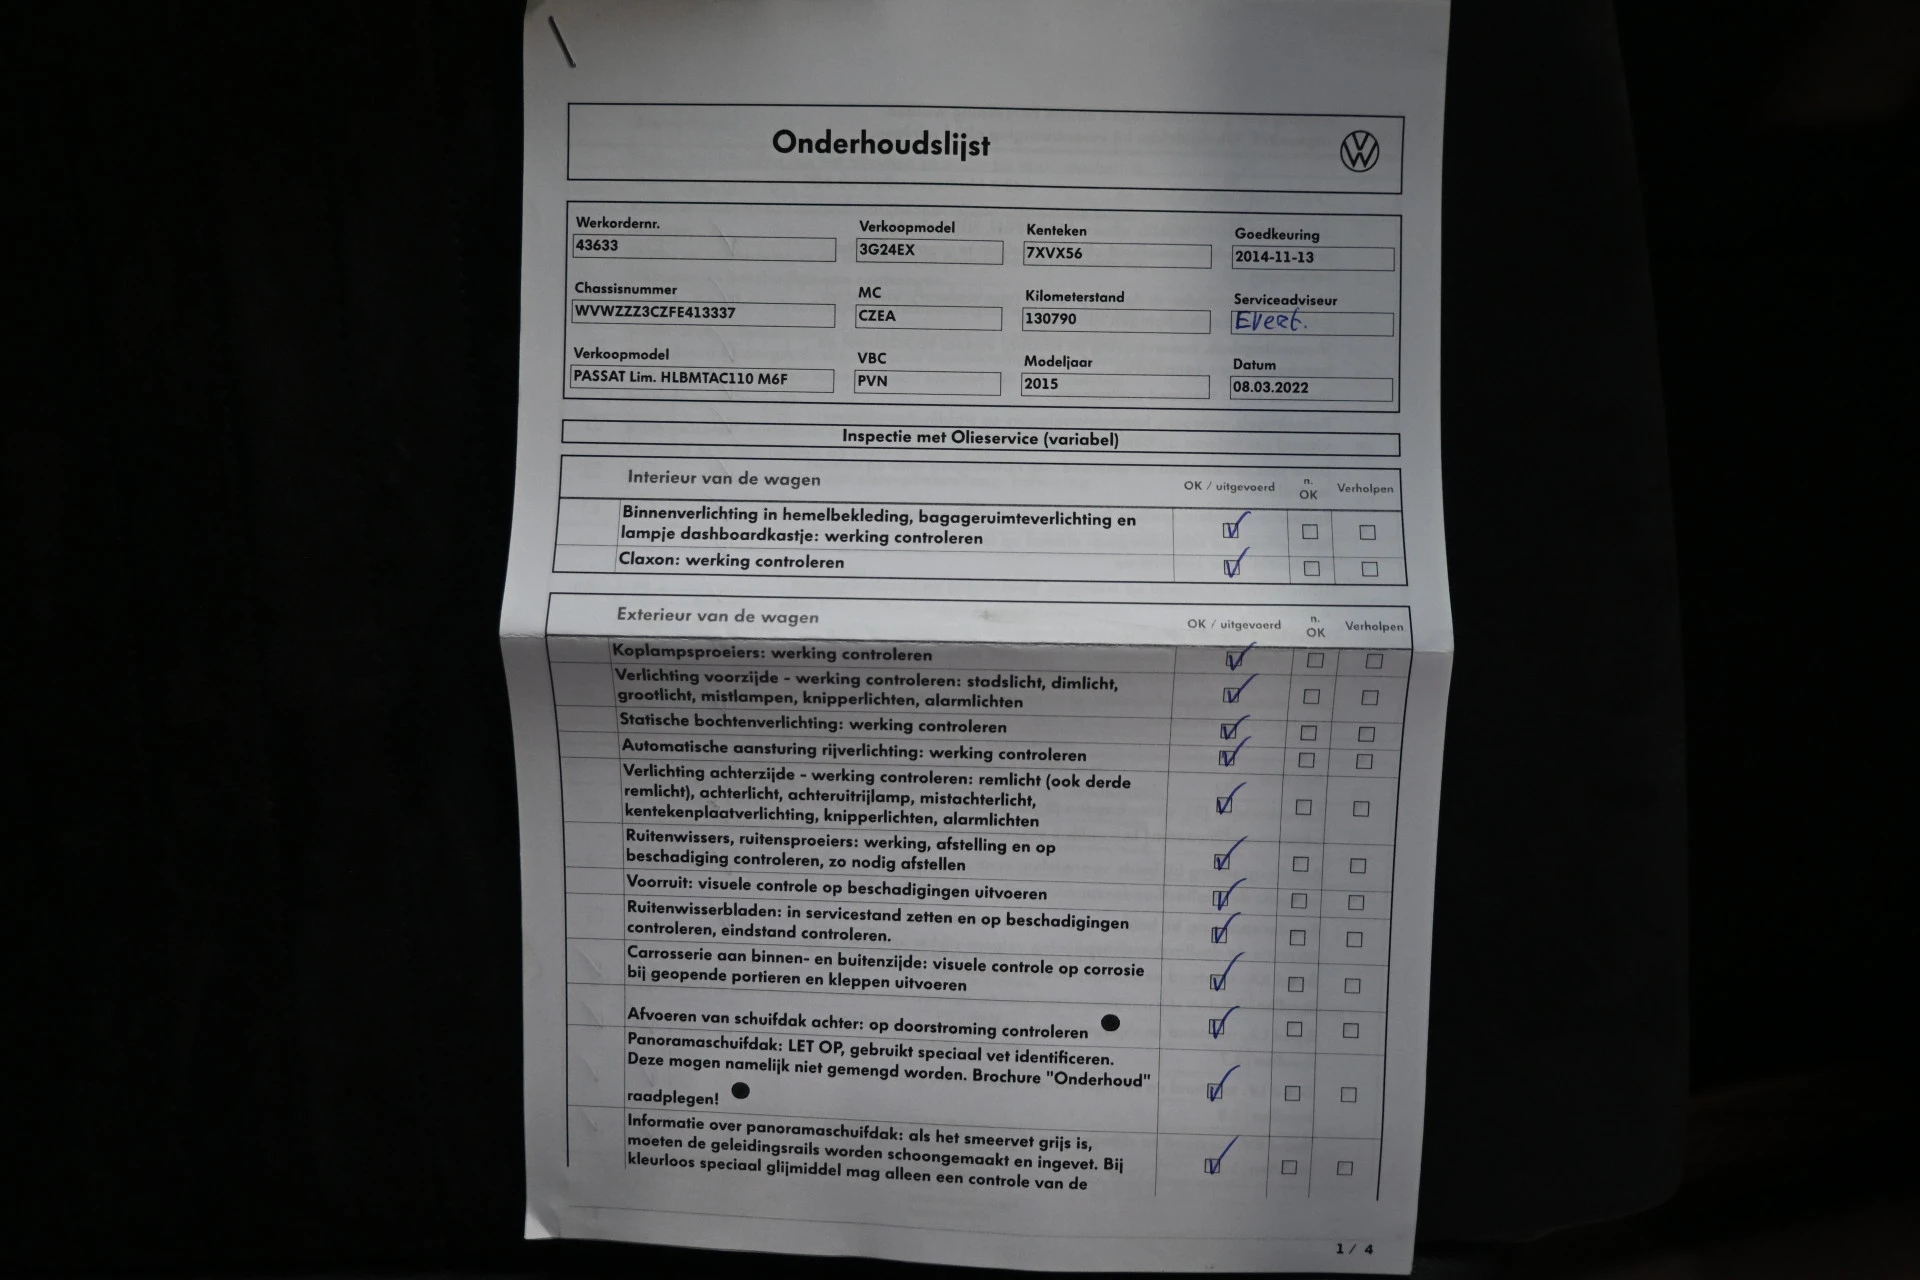 Onderhoudslijst
Werkordernr. Verkoopmodel Kenteken Goedkeuring
43633 3G24EX 7XVX56 2014-11-13
Chassisnummer MC Kilometerstand Serviceadviseur
WVWZZZ3CZFE413337 CZEA 130790 Evert.
Verkoopmodel VBC Modeljaar Datum
PASSAT Lim. HLBMTAC110 M6F PVN 2015 08.03.2022
Inspectie met Olieservice (variabel)
Interieur van de wagen OK / uitgevoerd n. OK Verholpen
Binnenverlichting in hemelbekleding, bagageruimteverlichting en
lampje dashboardkastje: werking controleren
Claxon: werking controleren
Exterieur van de wagen OK / uitgevoerd n. OK Verholpen
Koplampsproeiers: werking controleren
Verlichting voorzijde - werking controleren: stadslicht, dimlicht,
grootlicht, mistlampen, knipperlichten, alarmlichten
Statische bochtenverlichting: werking controleren
Automatische aansturing rijverlichting: werking controleren
Verlichting achterzijde - werking controleren: remlicht (ook derde
remlicht), achterlicht, achteruitrijlamp, mistachterlicht,
kentekenplaatverlichting, knipperlichten, alarmlichten
Ruitenwissers, ruitensproeiers: werking, afstelling en op
beschadiging controleren, zo nodig afstellen
Voorruit: visuele controle op beschadigingen uitvoeren
Ruitenwisserbladen: in servicestand zetten en op beschadigingen
controleren, eindstand controleren.
Carrosserie aan binnen- en buitenzijde: visuele controle op corrosie
bij geopende portieren en kleppen uitvoeren
Afvoeren van schuifdak achter: op doorstroming controleren
Panoramaschuifdak: LET OP, gebruikt speciaal vet identificeren.
Deze mogen namelijk niet gemengd worden. Brochure "Onderhoud"
raadplegen!
Informatie over panoramaschuifdak: als het smeervet grijs is,
moeten de geleidingsrails worden schoongemaakt en ingevet. Bij
kleurloos speciaal glijmiddel mag alleen een controle van de
1 / 4